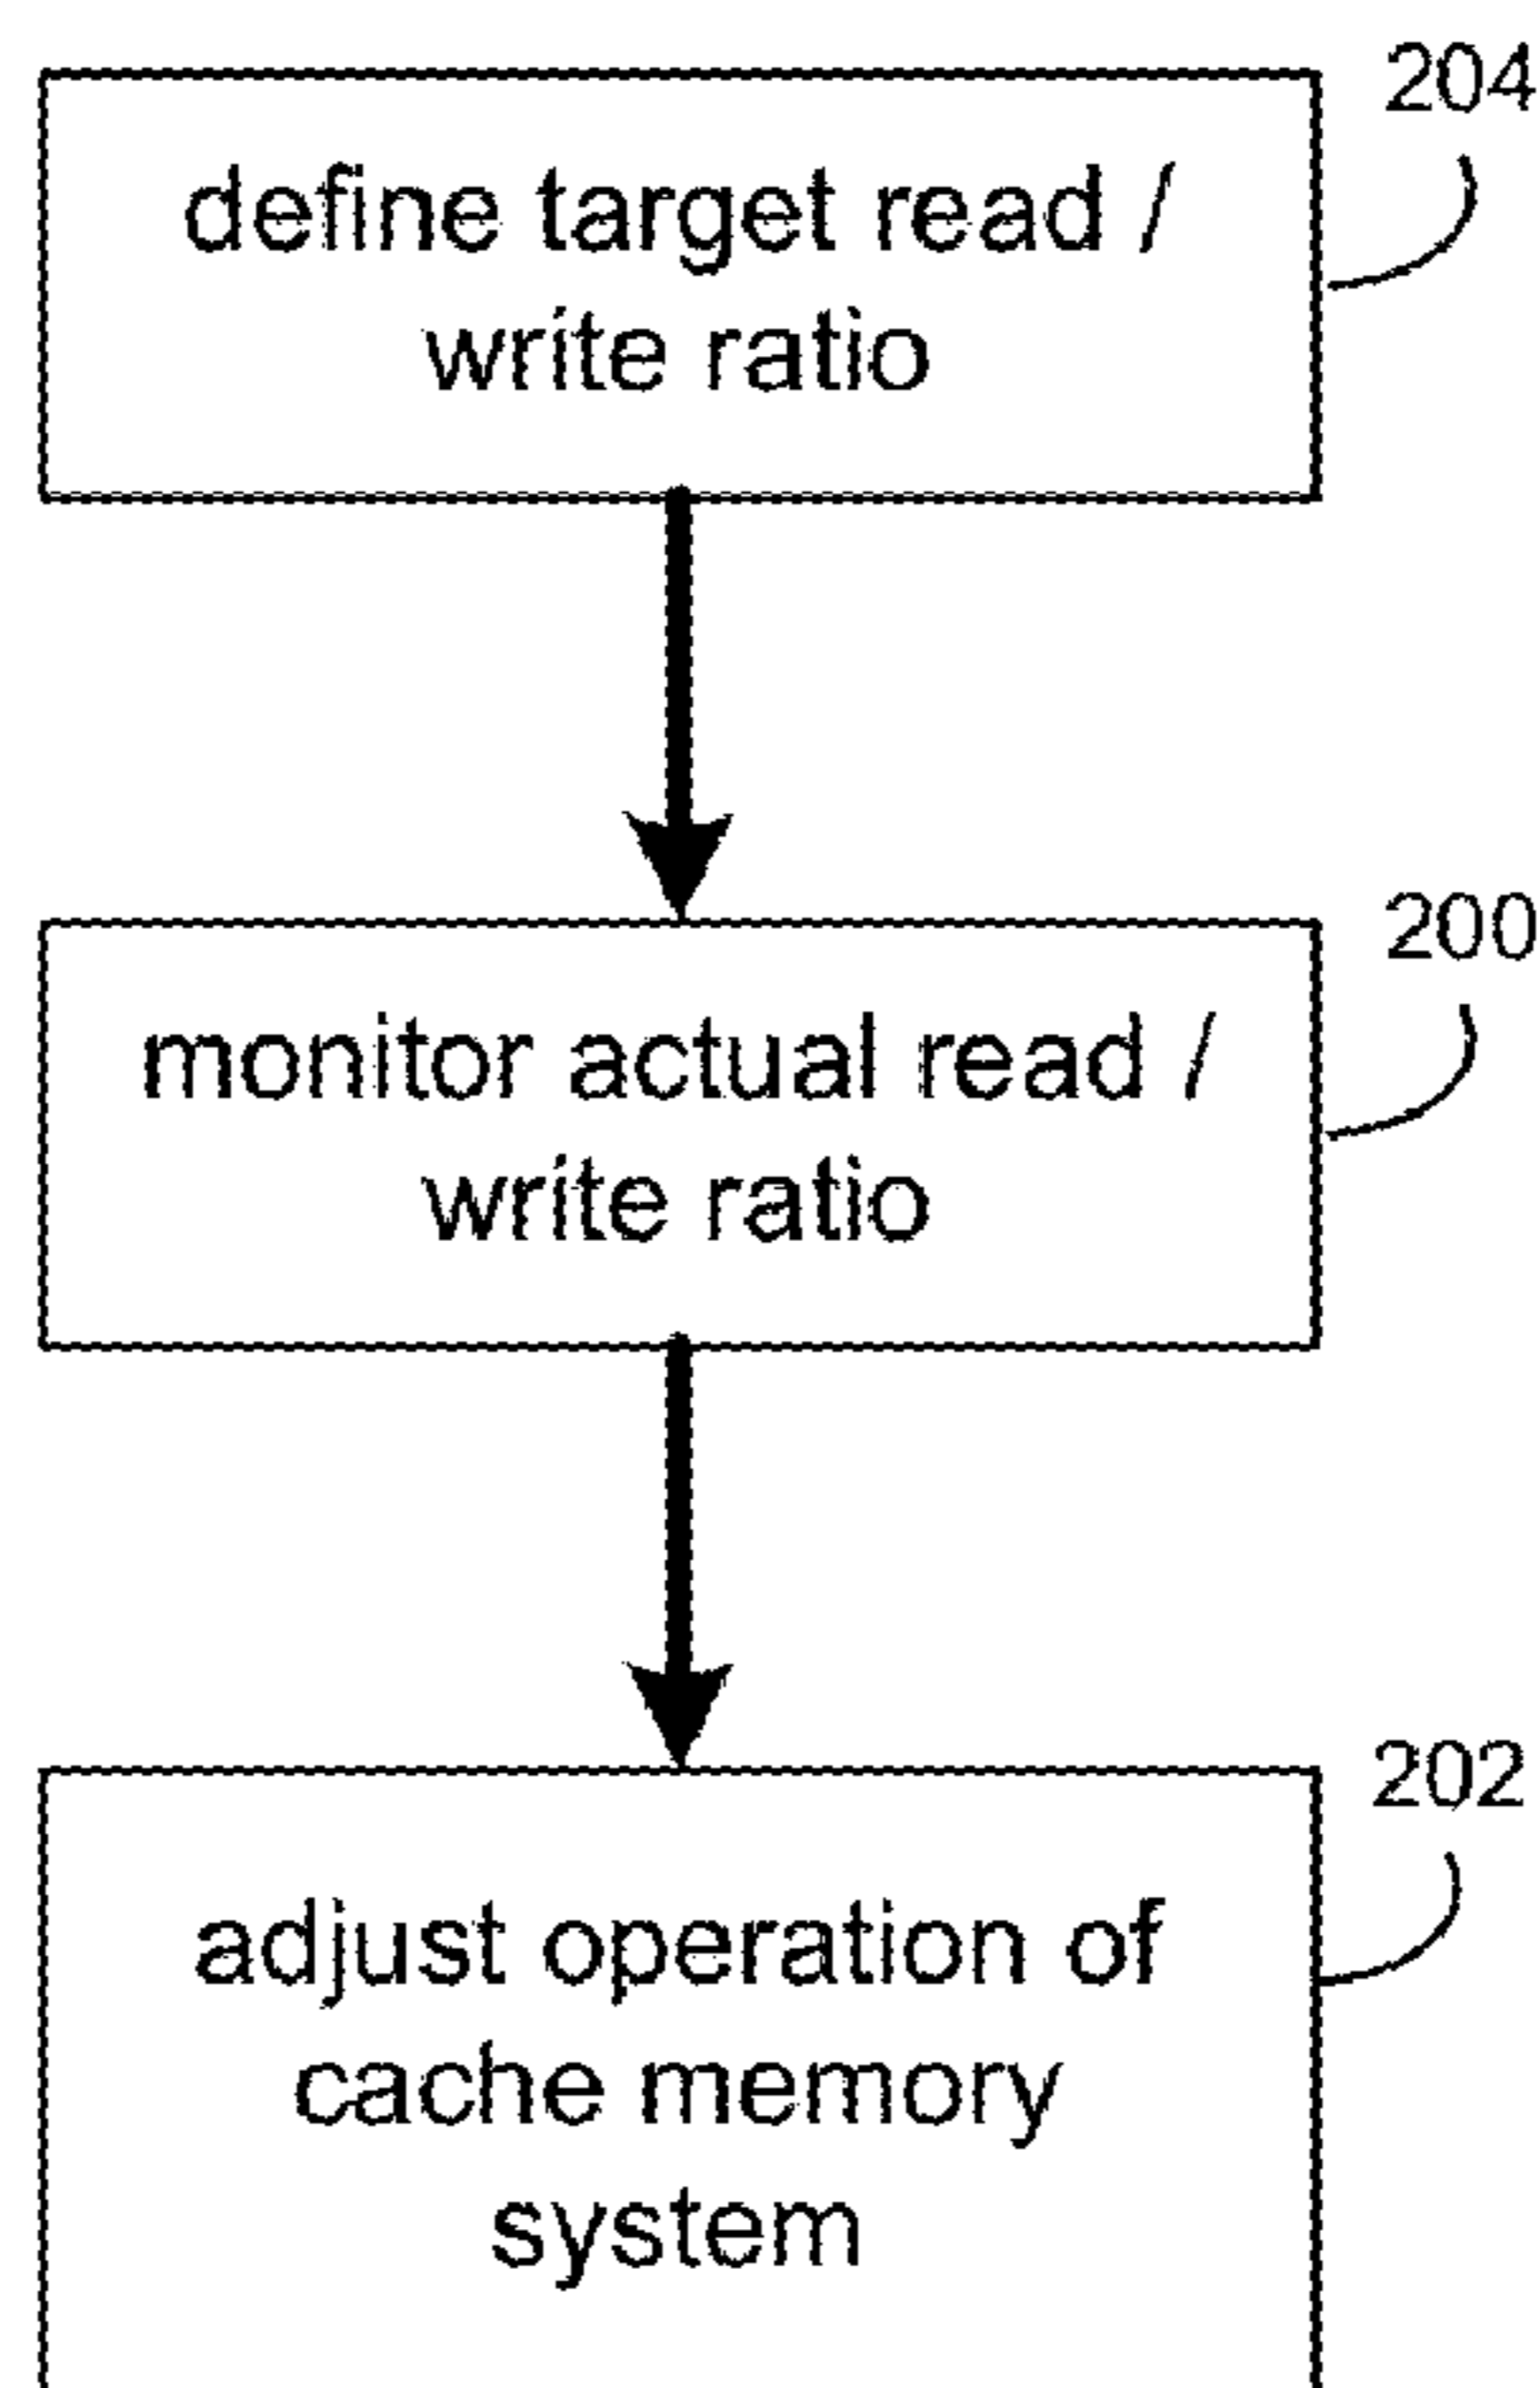 204
define target read /
write ratio
200
monitor actual read /
write ratio
202
adjust operation of
cache memory
system